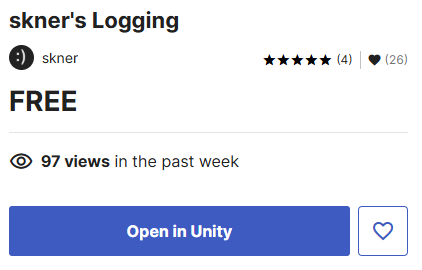 skner's Logging
:) skner (4) (26)
FREE
97 views in the past week
Open in Unity